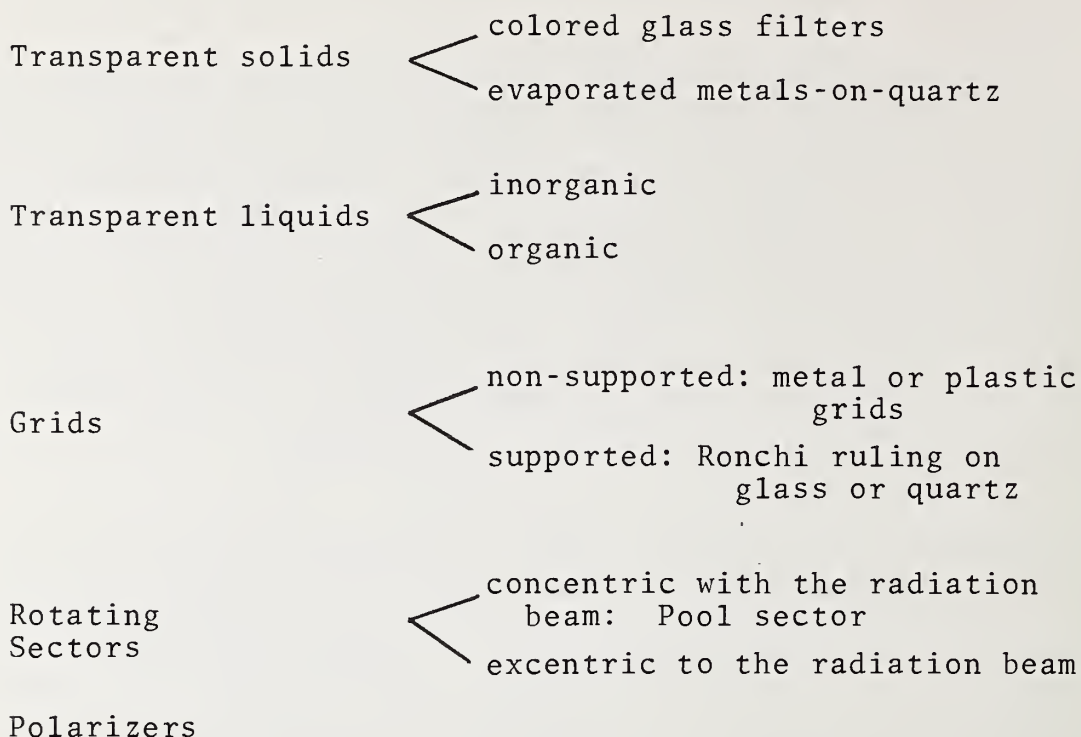 Transparent solids
colored glass filters
evaporated metals-on-quartz
Transparent liquids
inorganic
organic
Grids
non-supported: metal or plastic
grids
supported: Ronchi ruling on
glass or quartz
Rotating
Sectors
concentric with the radiation
beam: Pool sector
excentric to the radiation beam
Polarizers